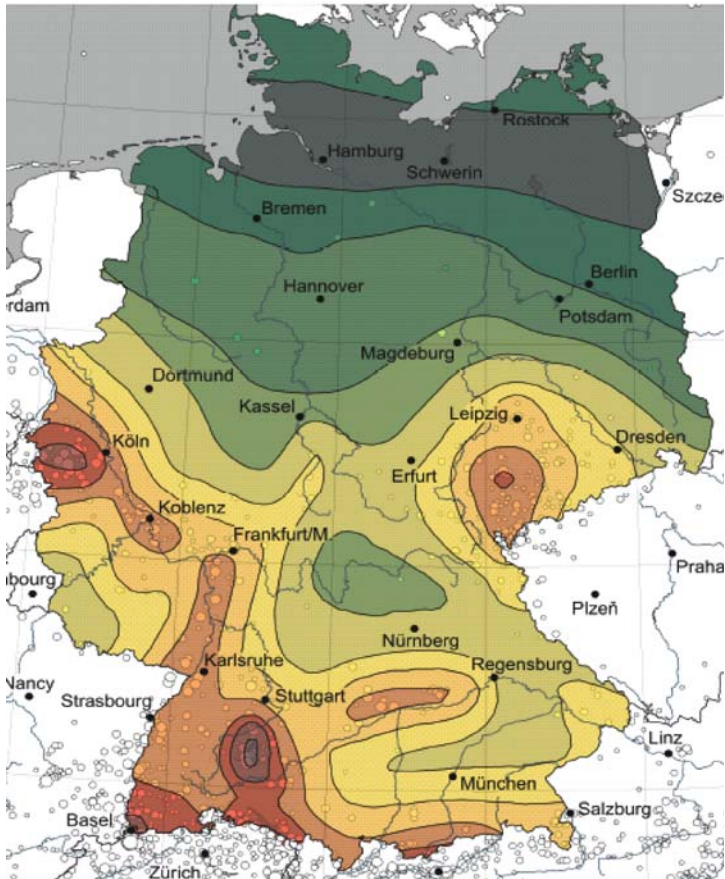 Rostock
Hamburg
Schwerin
Szcze
Bremen
Berlin
Hannover
Potsdam
erdam
Magdeburg
Dortmund
Kassel
Leipzig
Köln
Dresden
Erfurt
Koblenz
Frankfurt/M.
Praha
bourg
Plzeň
Nürnberg
Karlsruhe
Regensburg
Nancy
Stuttgart
Strasbourg
Linz
München
Salzburg
Basel
Zürich